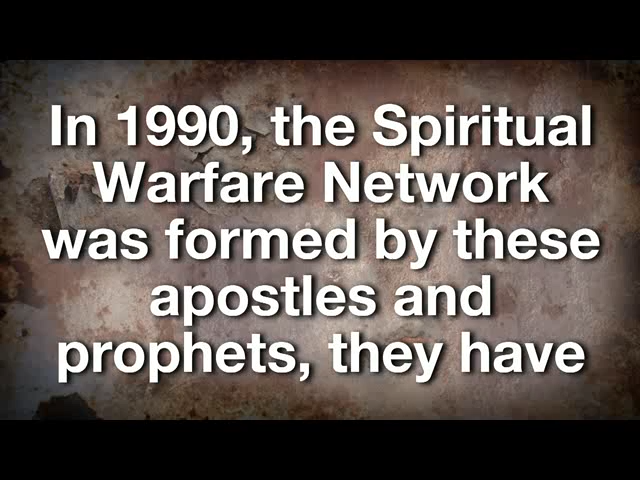 In 1990, the Spiritual
Warfare Network
was formed by these
apostles and
prophets, they have